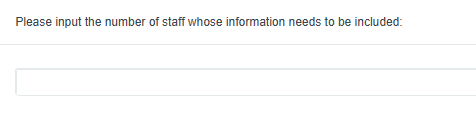 Please input the number of staff whose information needs to be included: